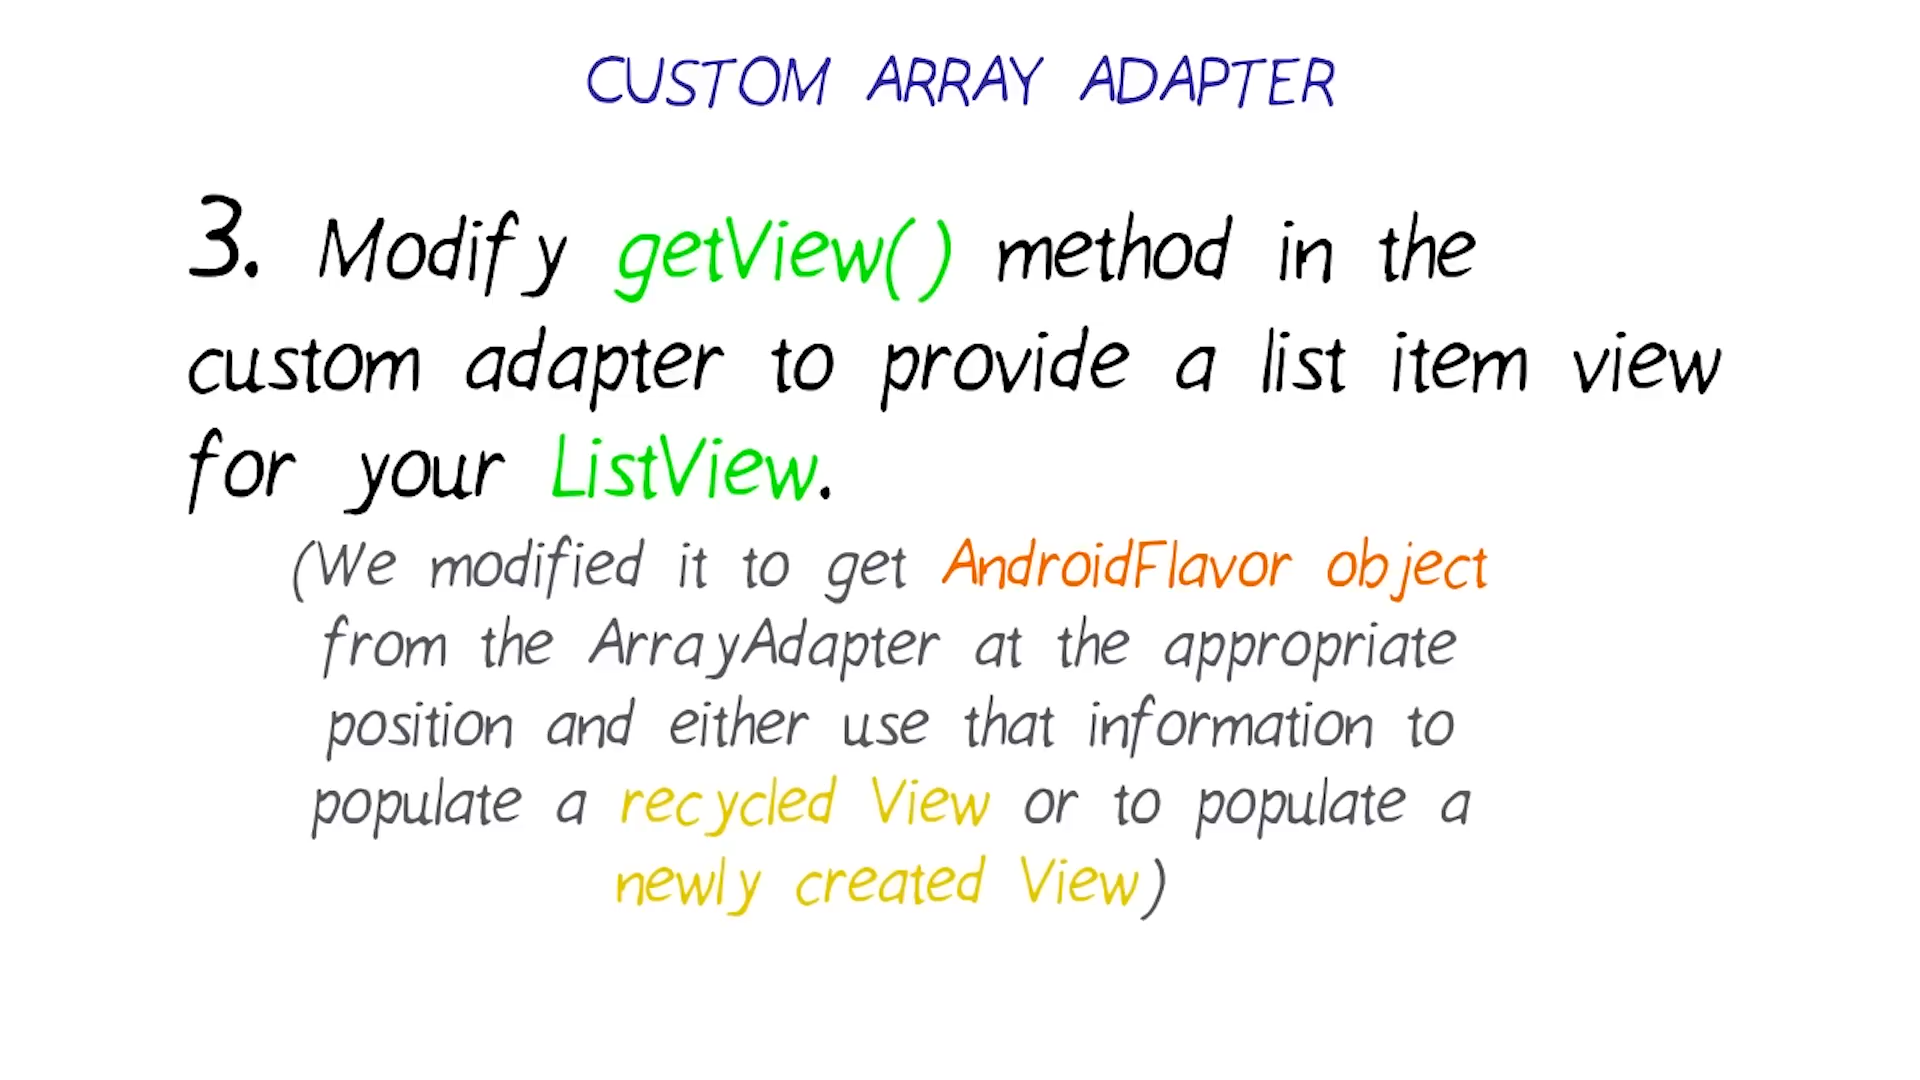 CUSTOM ARRAY ADAPTER
3. Modify getView() method in the
custom adapter to provide a list item view
for your ListView.
(We modified it to get AndroidFlavor object
from the ArrayAdapter at the appropriate
position and either use that information to
populate a recycled View or to populate a
newly created View)